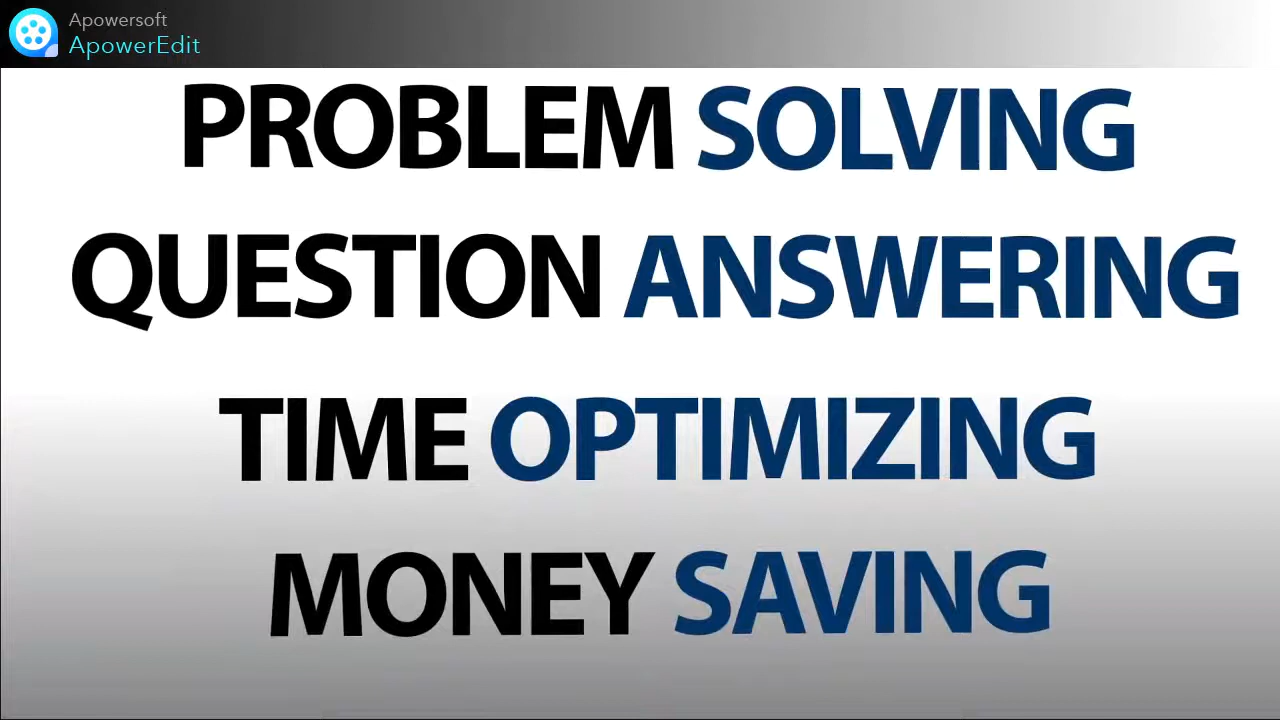 Apowersoft
ApowerEdit
PROBLEM SOLVING
QUESTION ANSWERING
TIME OPTIMIZING
MONEY SAVING